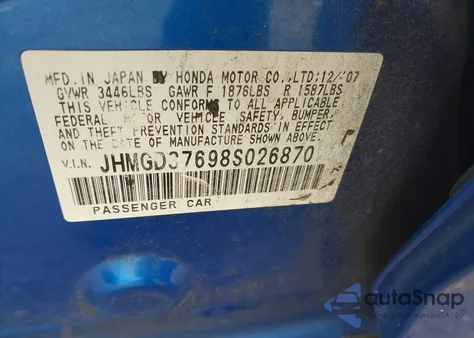 MFD. IN JAPAN BY HONDA MOTOR CO.,LTD: 12/'07
GVWR 3446LBS GAWR F 1876LBS R 1587LBS
THIS VEHICLE CONFORMS TO ALL APPLICABLE
FEDERAL MOTOR VEHICLE SAFETY, BUMPER,
AND THEFT PREVENTION STANDARDS IN EFFECT
ON THE DATE OF MANUFACTURE SHOWN ABOVE.
V.I.N. JHMGD37698S026870
PASSENGER CAR
autoSnap